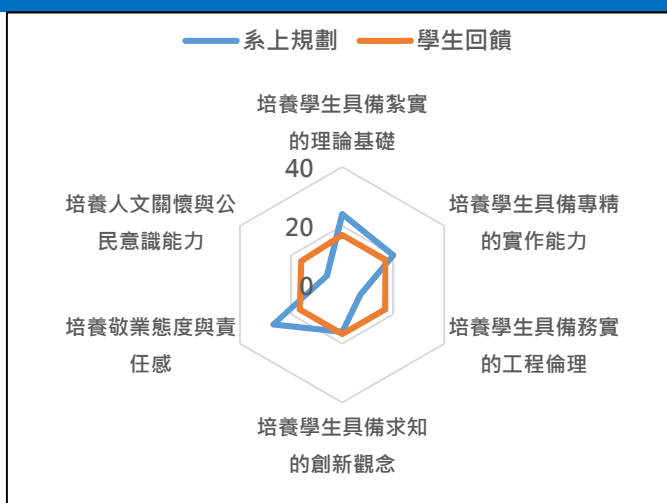 系上規劃 學生回饋
培養學生具備紮實
的理論基礎
40
培養人文關懷與公
民意識能力
培養學生具備專精
的實作能力
20
0
培養敬業態度與責
任感
培養學生具備務實
的工程倫理
培養學生具備求知
的創新觀念